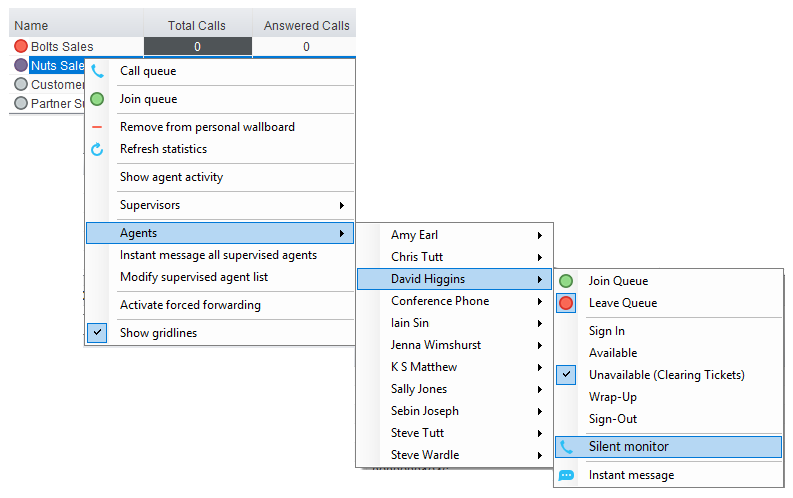 Name Total Calls Answered Calls
Bolts Sales 0 0
Nuts Sale
Customer
Partner Su
Call queue
Join queue
Remove from personal wallboard
Refresh statistics
Show agent activity
Supervisors
Agents
Instant message all supervised agents
Modify supervised agent list
Activate forced forwarding
Show gridlines
Amy Earl
Chris Tutt
David Higgins
Conference Phone
Iain Sin
Jenna Wimshurst
K S Matthew
Sally Jones
Sebin Joseph
Steve Tutt
Steve Wardle
Join Queue
Leave Queue
Sign In
Available
Unavailable (Clearing Tickets)
Wrap-Up
Sign-Out
Silent monitor
Instant message